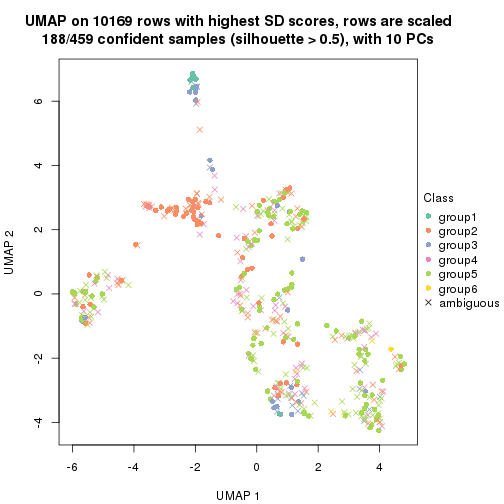 UMAP on 10169 rows with highest SD scores, rows are scaled
188/459 confident samples (silhouette > 0.5), with 10 PCs
6
4
2
0
-2
-4
UMAP 2
-6
-4
-2
0
2
4
UMAP 1
Class
group1
group2
group3
group4
group5
group6
ambiguous